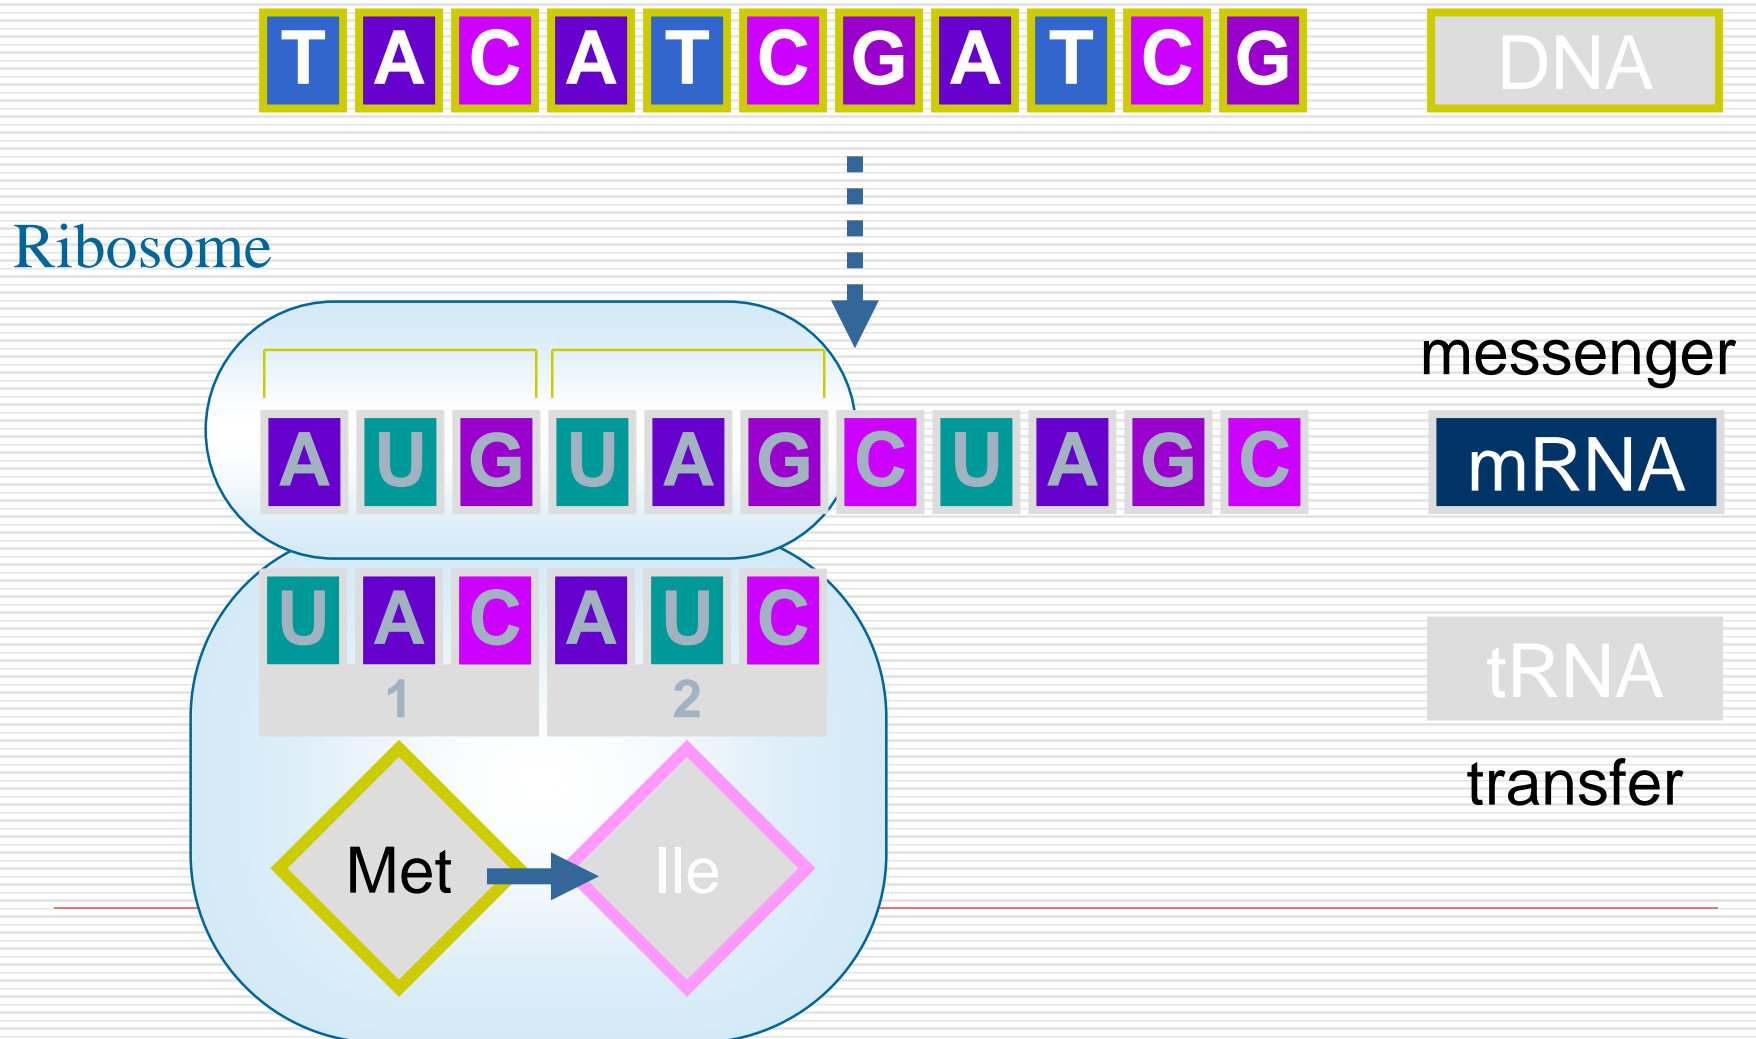 T A C A T C G A T C G DNA
Ribosome
messenger
A U G U A G C U A G C mRNA
U A C A U C
1 2
tRNA
transfer
Met Ile